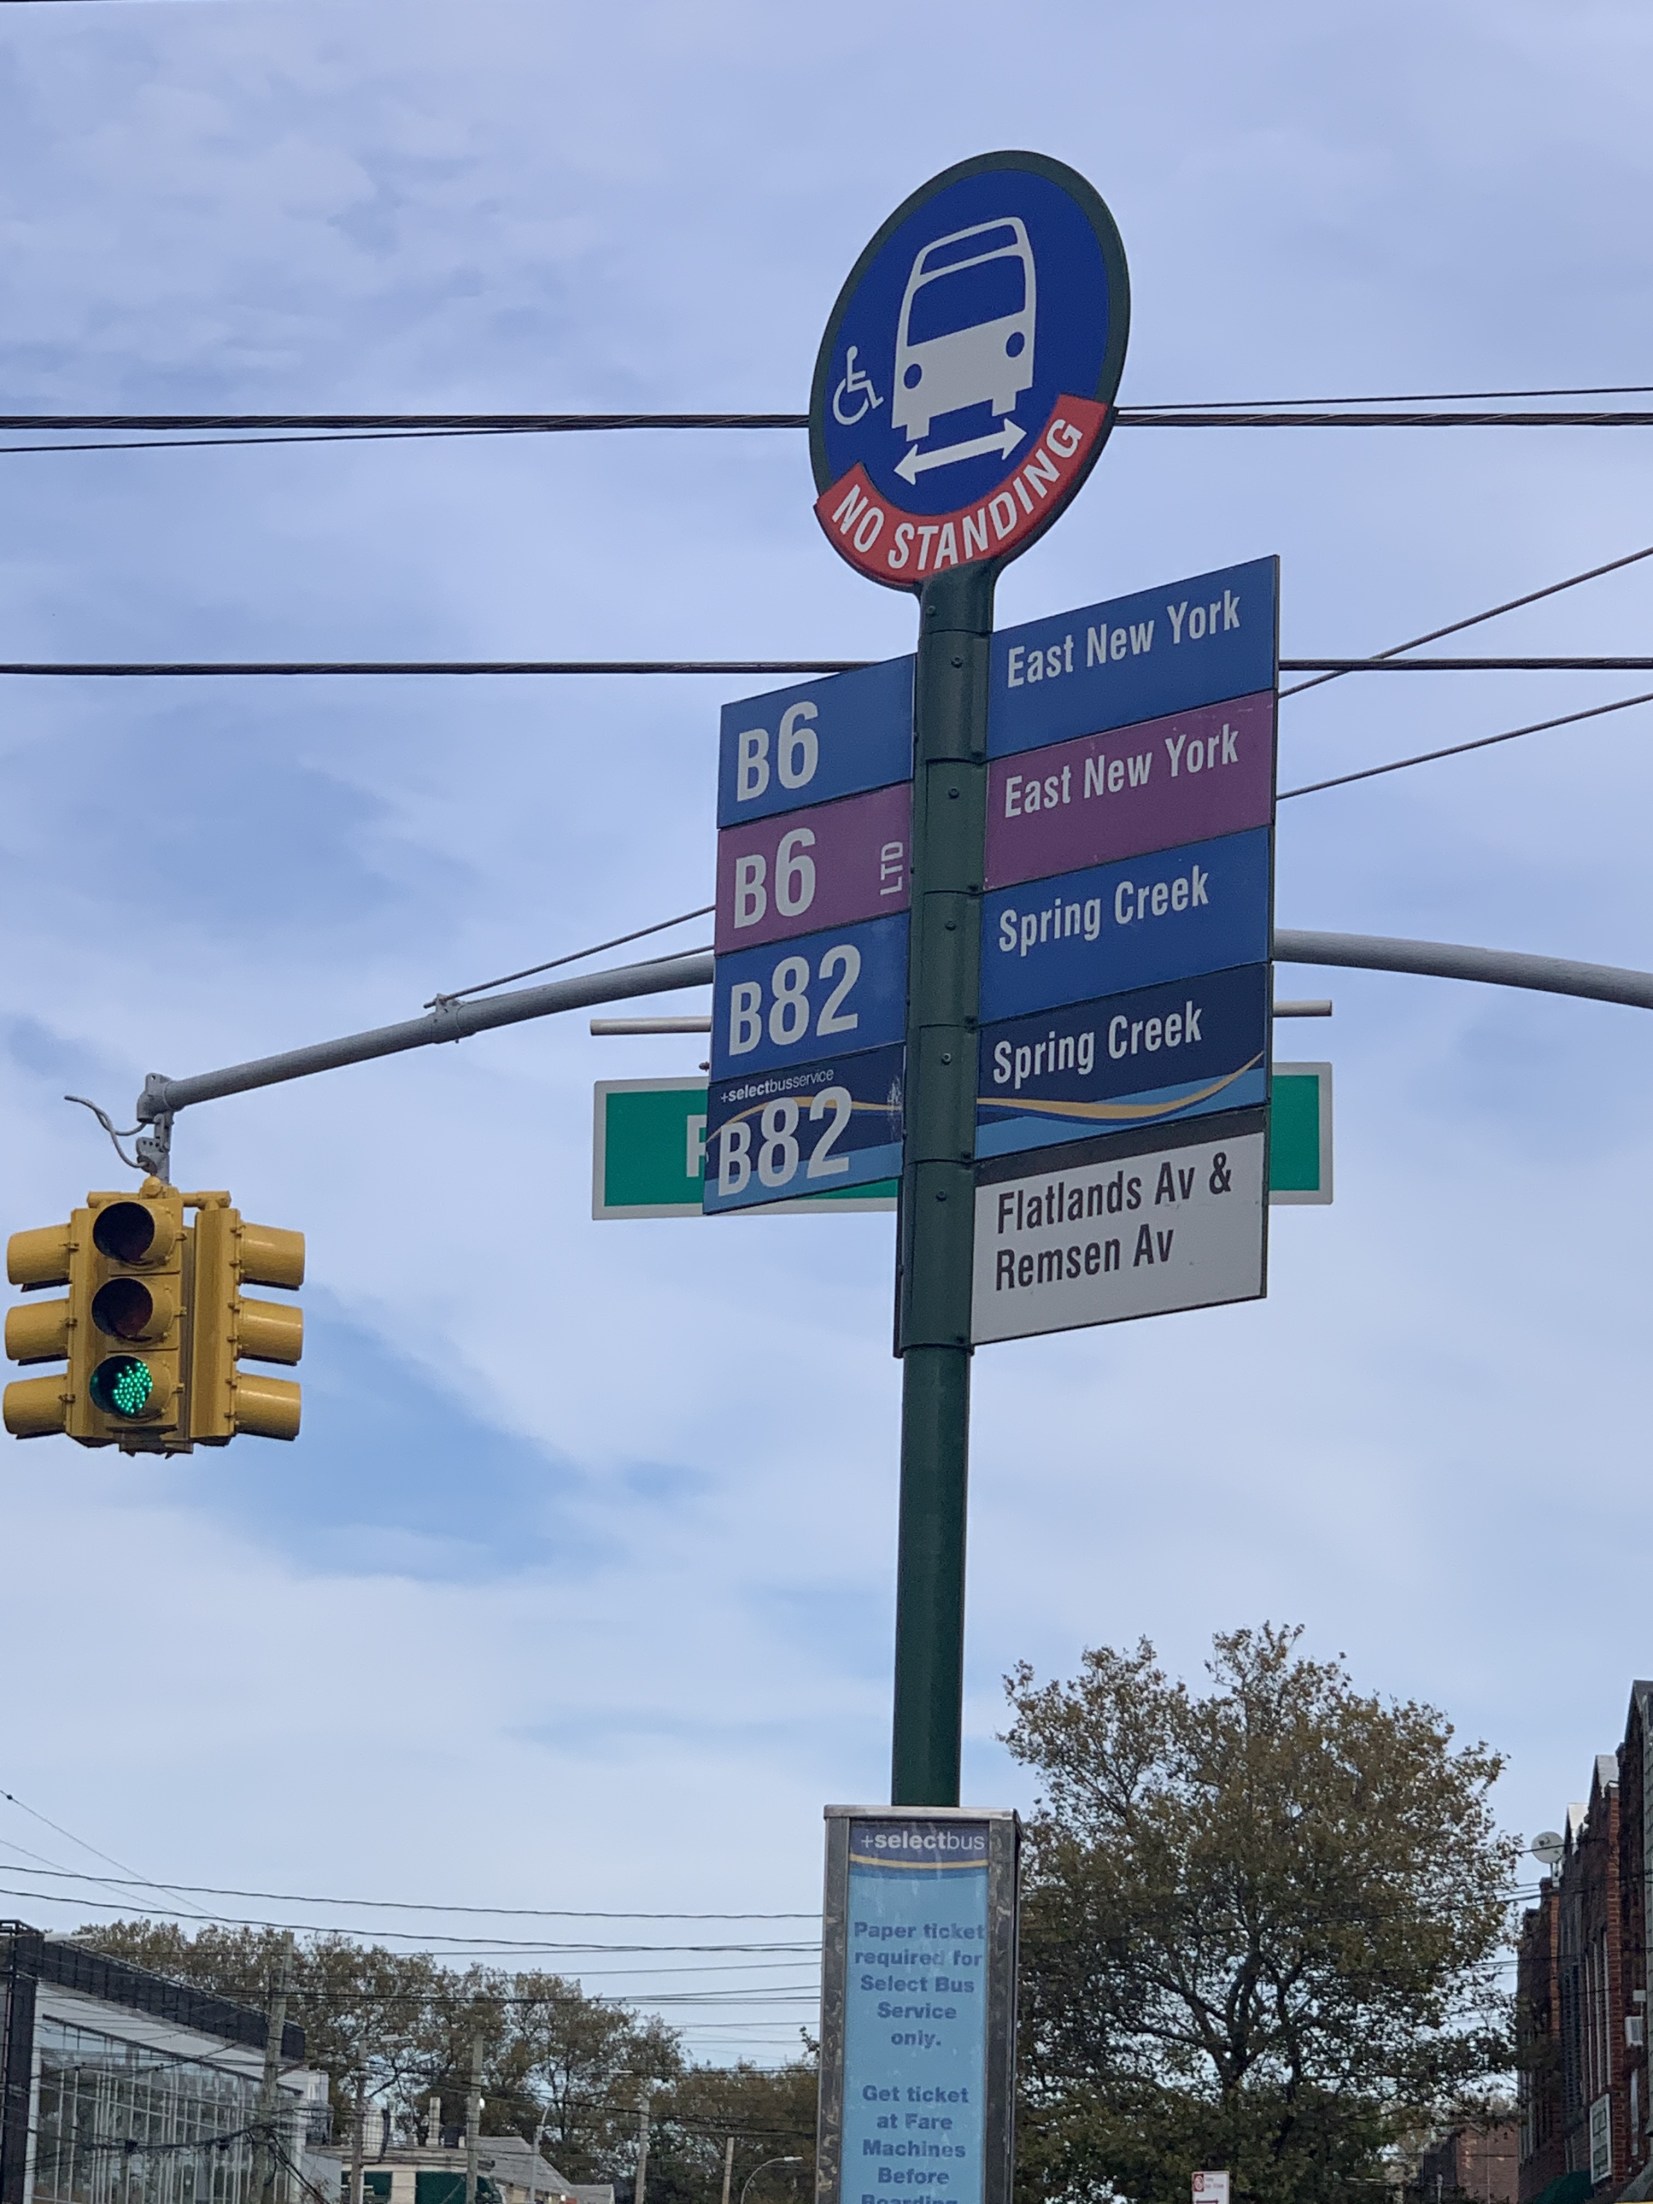 NO STANDING
B6 East New York
B6 LTD East New York
B82 Spring Creek
+selectbusservice
B82 Spring Creek
Flatlands Av &
Remsen Av
+selectbus
Paper ticket
required for
Select Bus
Service
only.
Get ticket
at Fare
Machines
Before
Boarding